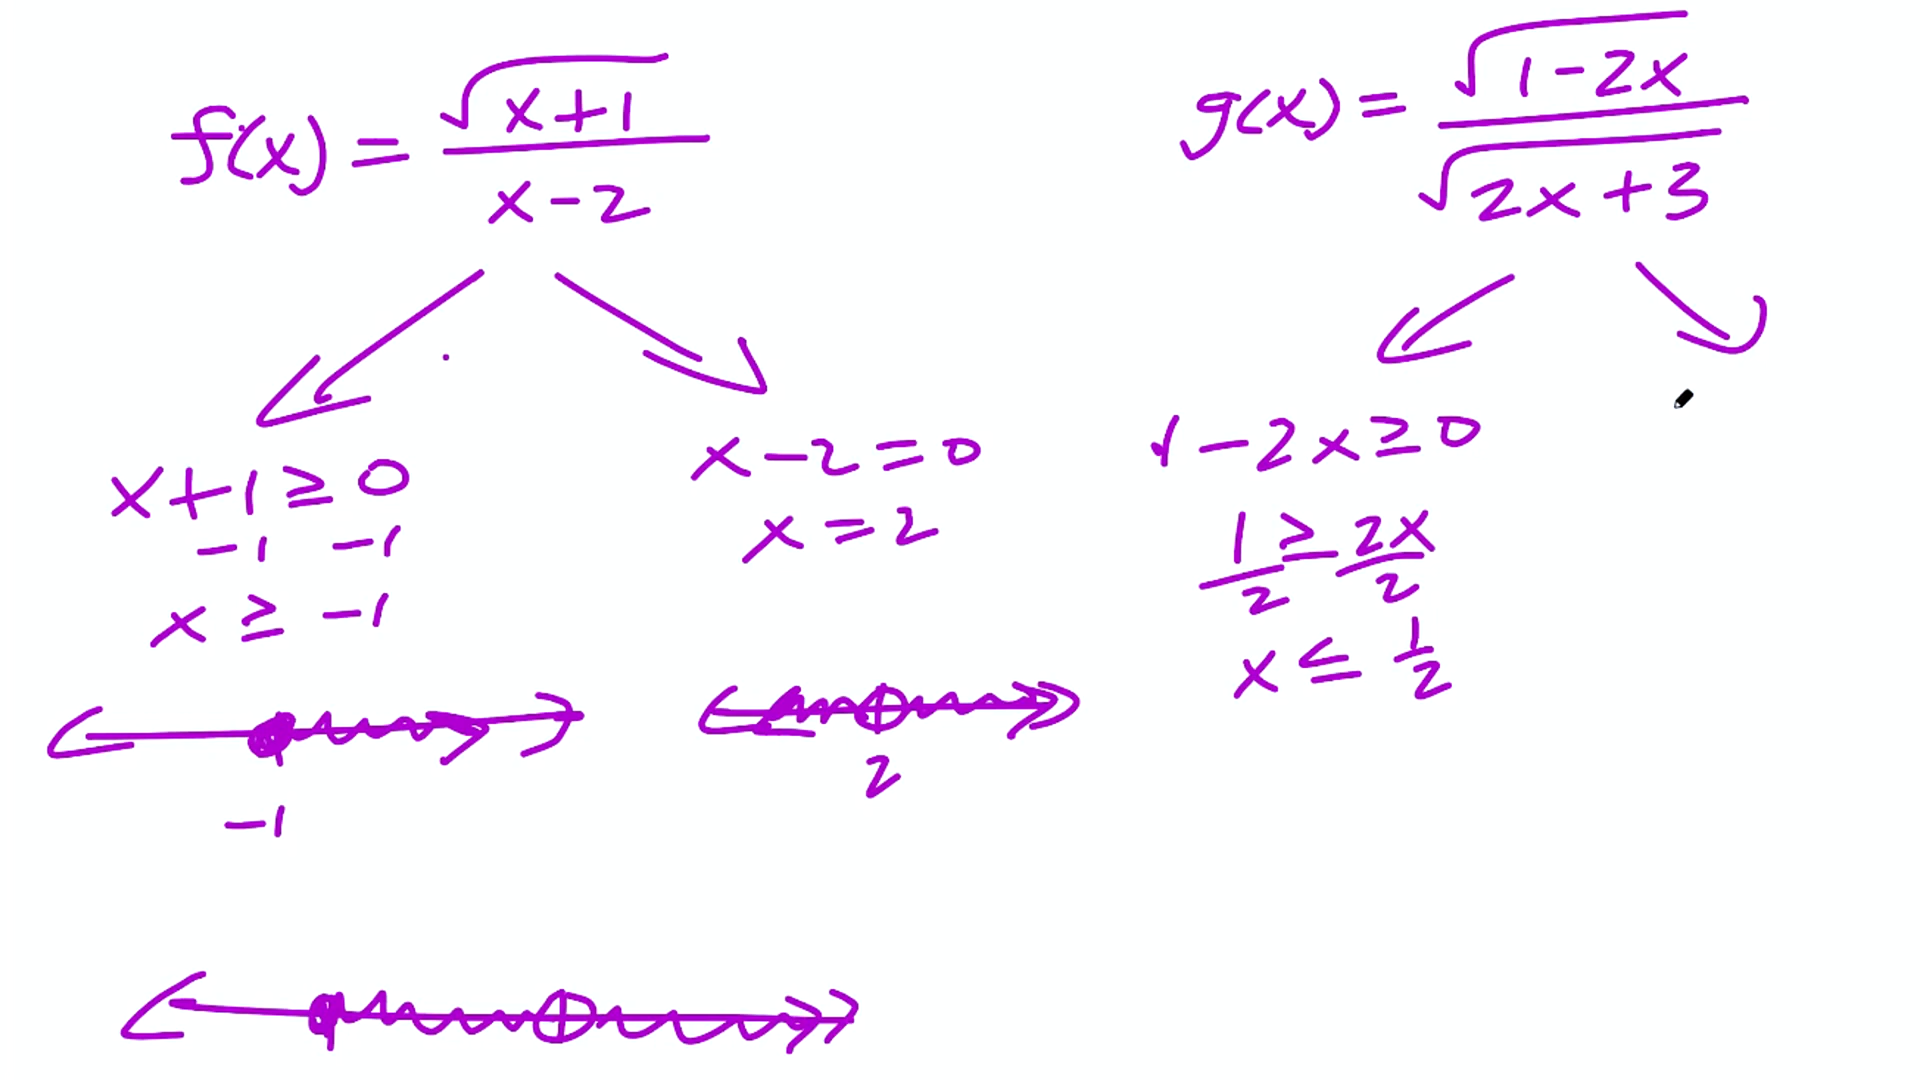 f(x) = √(x+1) / (x-2)
x+1 ≥ 0
-1 -1
x ≥ -1
-1
x-2=0
x=2
2
g(x) = √(1-2x) / √(2x+3)
1-2x≥0
1/2 ≥ 2x/2
x ≤ 1/2